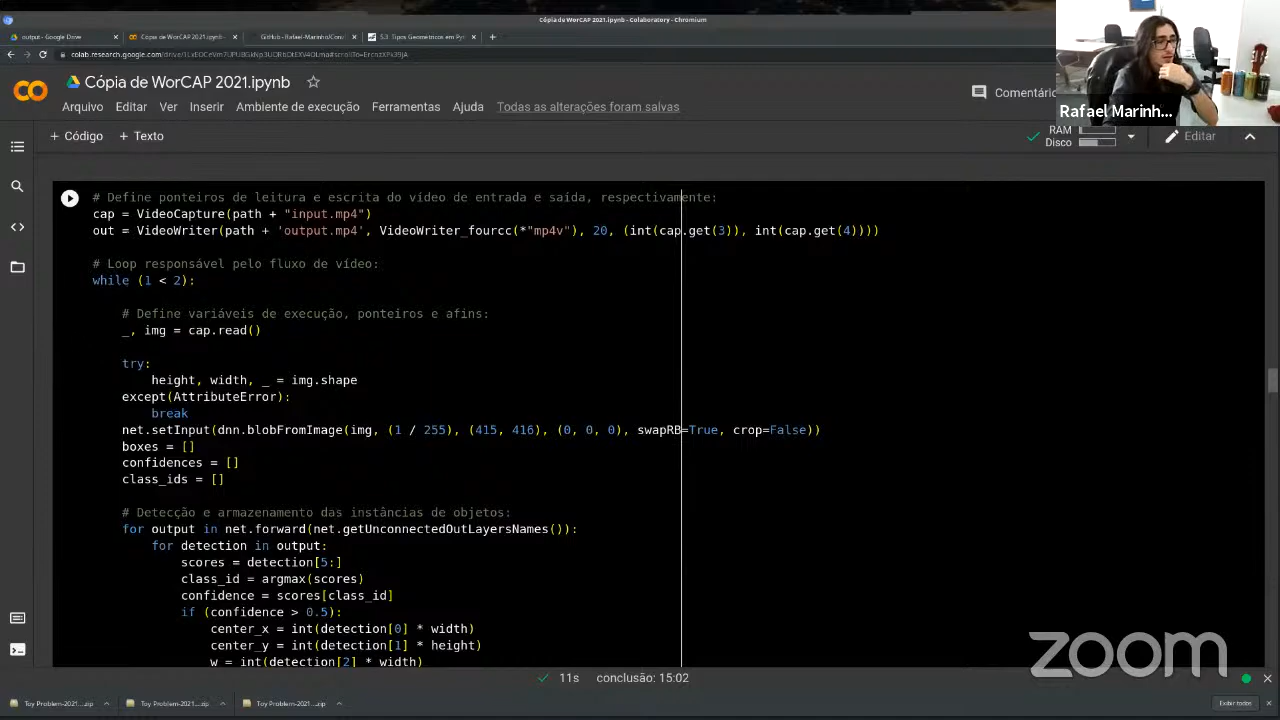 Cópia de WorCAP 2021.ipynb - Colaboratory - Chromium
output - Google Drive
Cópia de WorCAP 2021.ipynb
GitHub - Rafael-Marinho/Con
5.3. Tipos Geométricos em Py
Cópia de WorCAP 2021.ipynb
Arquivo Editar Ver Inserir Ambiente de execução Ferramentas Ajuda Todas as alterações foram salvas
Comentário
Rafael Marinh...
+ Código + Texto
RAM
Disco
Editar
# Define ponteiros de leitura e escrita do vídeo de entrada e saída, respectivamente:
cap = VideoCapture(path + "input.mp4")
out = VideoWriter(path + 'output.mp4', VideoWriter_fourcc(*"mp4v"), 20, (int(cap.get(3)), int(cap.get(4))))
# Loop responsável pelo fluxo de vídeo:
while (1 < 2):
# Define variáveis de execução, ponteiros e afins:
_, img = cap.read()
try:
height, width, _ = img.shape
except(AttributeError):
break
net.setInput(dnn.blobFromImage(img, (1 / 255), (415, 416), (0, 0, 0), swapRB=True, crop=False))
boxes = []
confidences = []
class_ids = []
# Detecção e armazenamento das instâncias de objetos:
for output in net.forward(net.getUnconnectedOutLayersNames()):
for detection in output:
scores = detection[5:]
class_id = argmax(scores)
confidence = scores[class_id]
if (confidence > 0.5):
center_x = int(detection[0] * width)
center_y = int(detection[1] * height)
w = int(detection[2] * width)
zoom
11s conclusão: 15:02
Toy Problem-2021....zip
Toy Problem-2021....zip
Toy Problem-2021....zip
Exibir todos